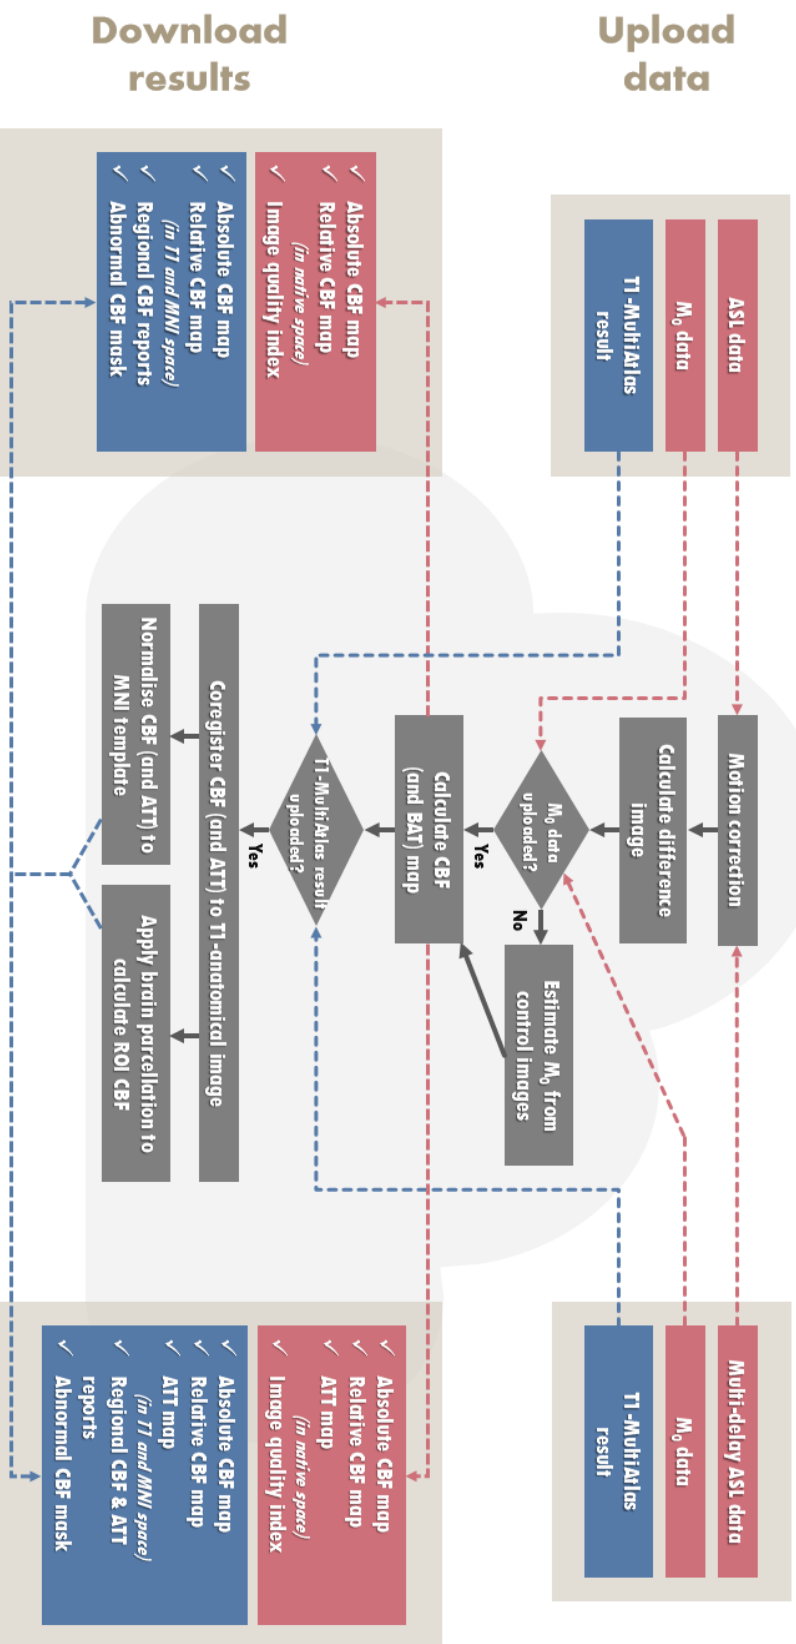 Upload
data
ASL data
M₀ data
T1-MultiAtlas
result
Motion correction
Calculate difference
image
M₀ data
uploaded?
No
Estimate M₀ from
control images
Yes
Calculate CBF
(and BAT) map
T1-MultiAtlas result
uploaded?
Yes
Coregister CBF (and ATT) to T1-anatomical image
Normalise CBF (and ATT) to
MNI template
Apply brain parcellation to
calculate ROI CBF
Multi-delay ASL data
M₀ data
T1-MultiAtlas
result
Download
results
✓ Absolute CBF map
✓ Relative CBF map
(in native space)
✓ Image quality index
✓ Absolute CBF map
✓ Relative CBF map
(in T1 and MNI space)
✓ Regional CBF reports
✓ Abnormal CBF mask
✓ Absolute CBF map
✓ Relative CBF map
✓ ATT map
(in native space)
✓ Image quality index
✓ Absolute CBF map
✓ Relative CBF map
✓ ATT map
(in T1 and MNI space)
✓ Regional CBF & ATT
reports
✓ Abnormal CBF mask